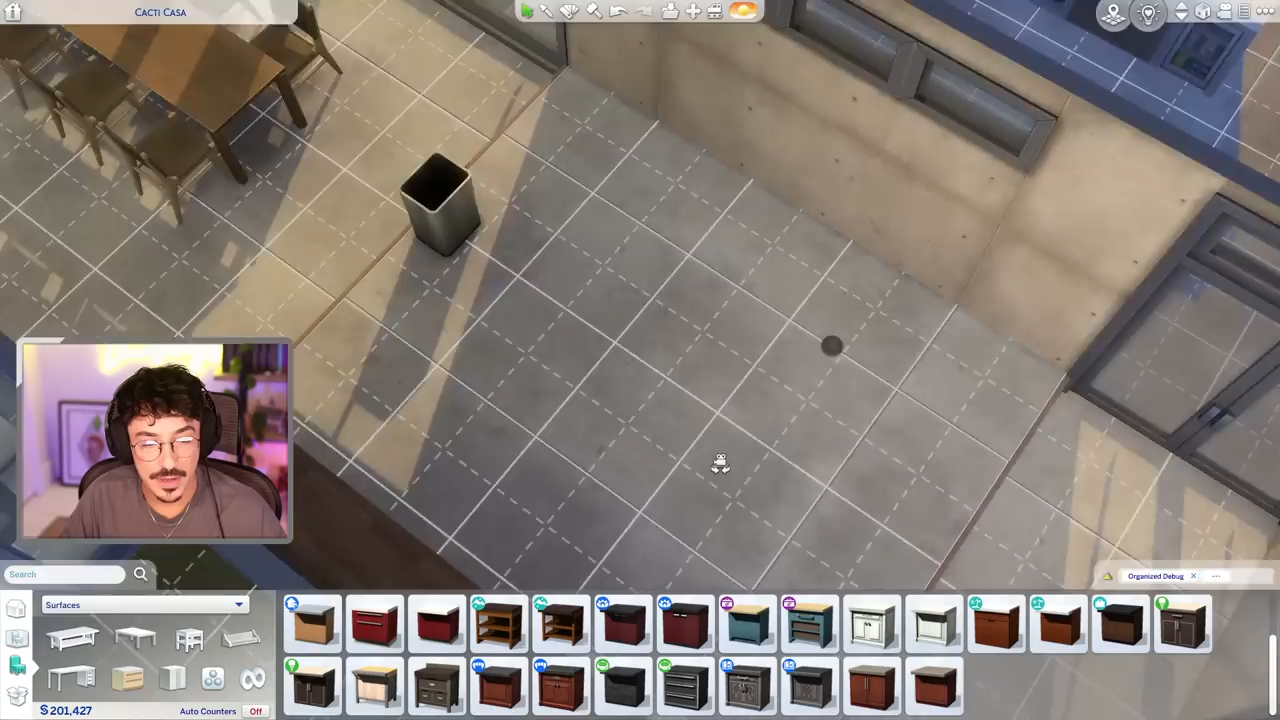 Cacti Casa
Organized Debug
Search
Surfaces
§201,427
Auto Counters
Off